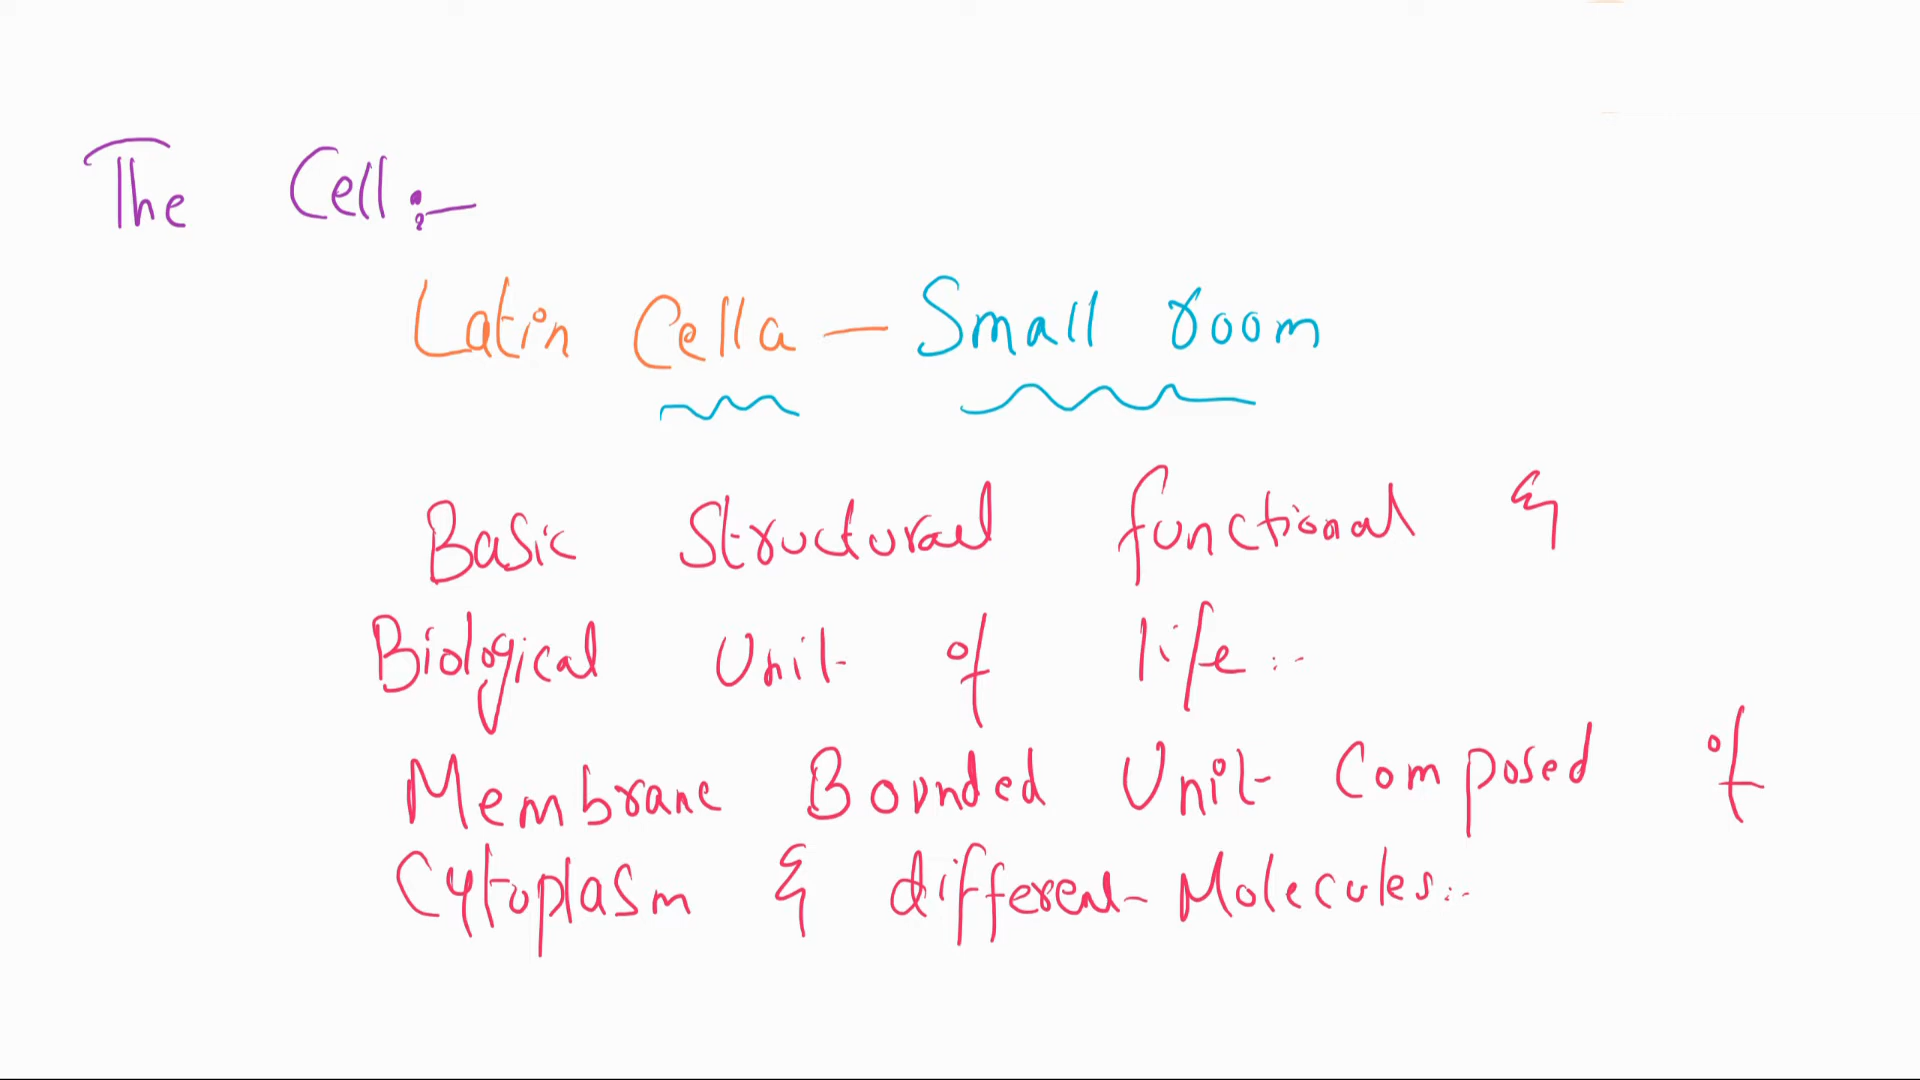 The Cell:-
Latin Cella — Small room
Basic Structural functional &
Biological Unit of life :-
Membrane Bounded Unit Composed of
Cytoplasm & different Molecules :-